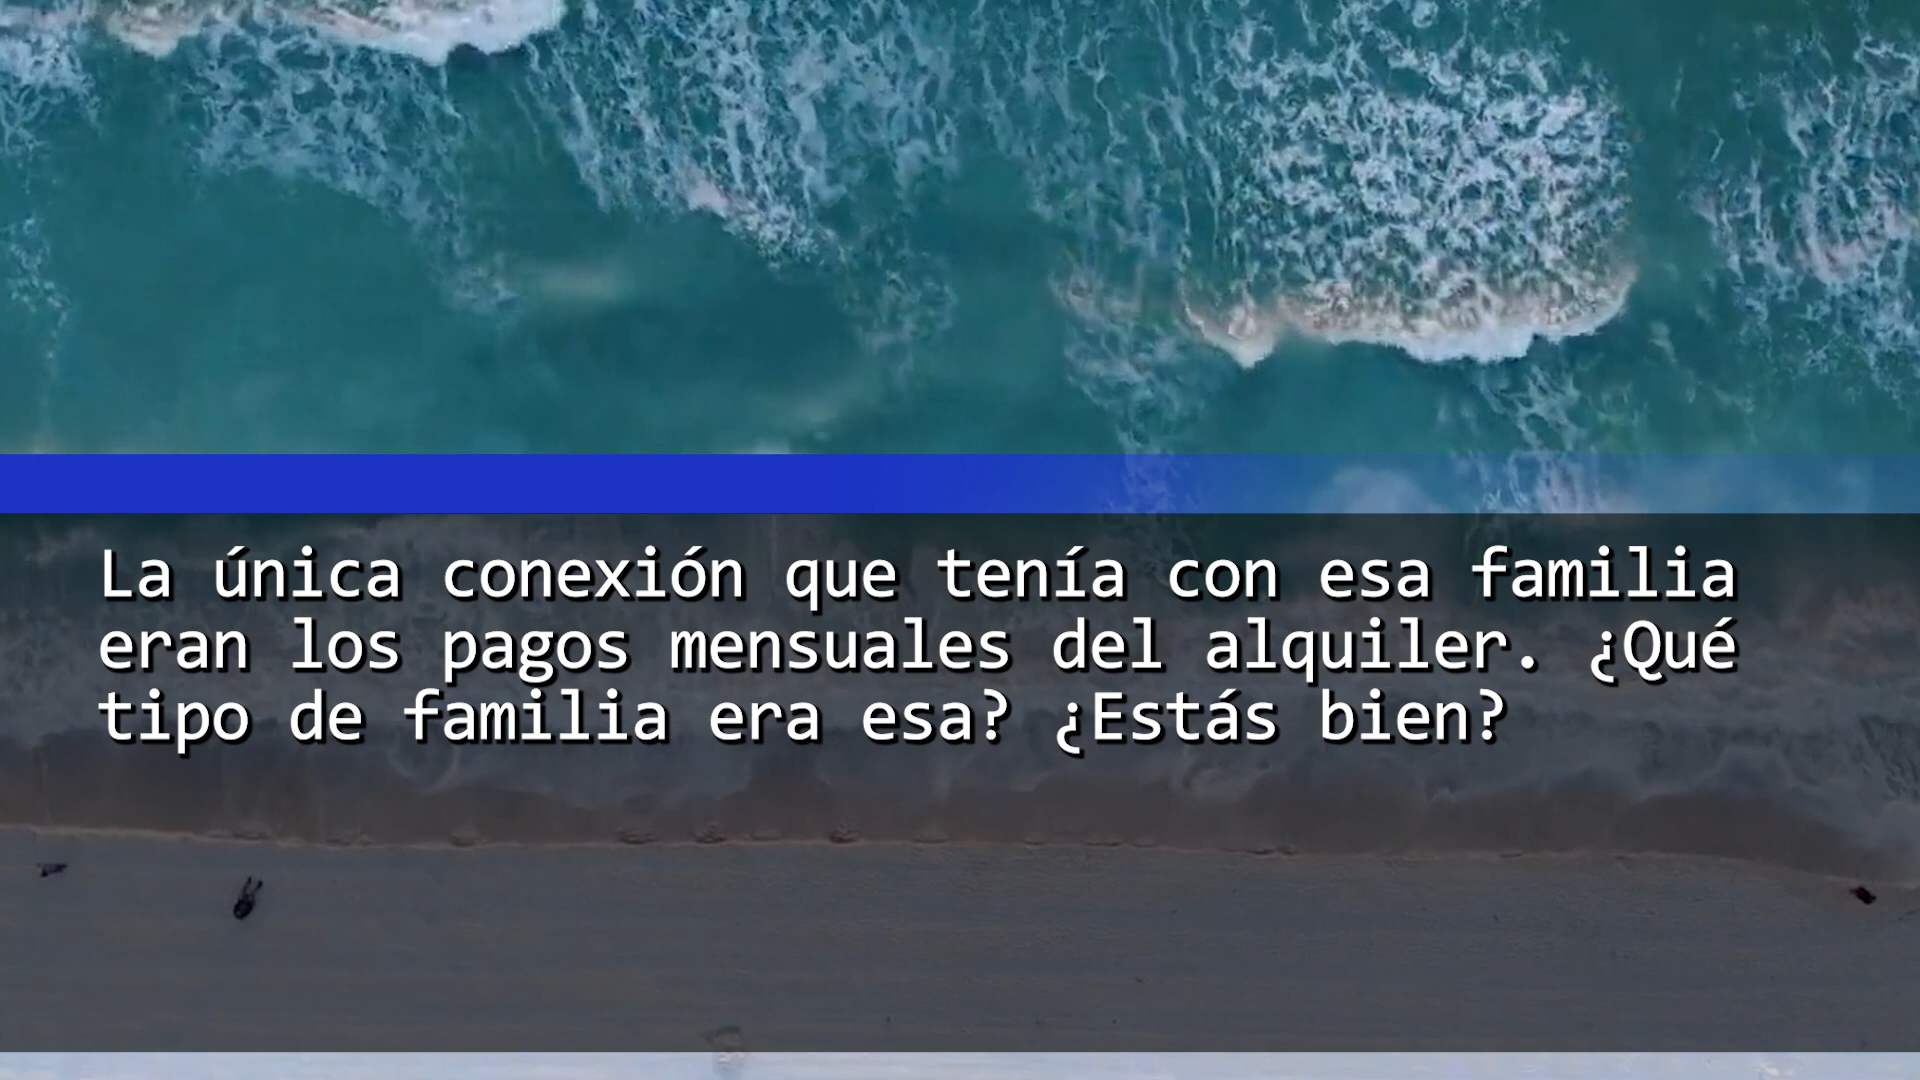 La única conexión que tenía con esa familia
eran los pagos mensuales del alquiler. ¿Qué
tipo de familia era esa? ¿Estás bien?